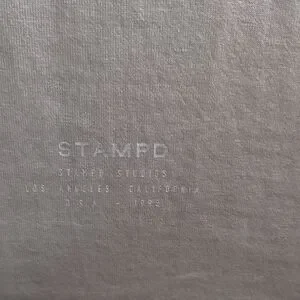 STAMPD
STAMPD STUDIOS
LOS ANGELES CALIFORNIA
U.S.A. -